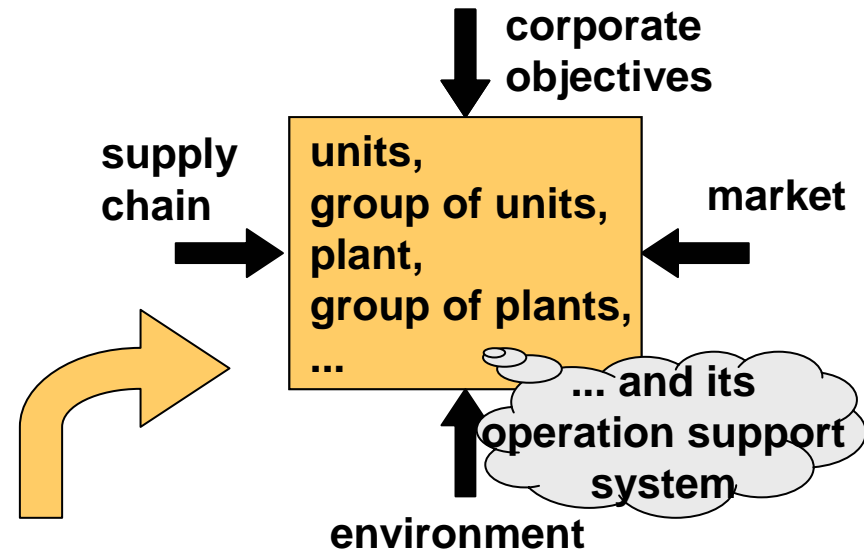 corporate
objectives
supply
chain
units,
group of units,
plant,
group of plants,
...
market
... and its
operation support
system
environment